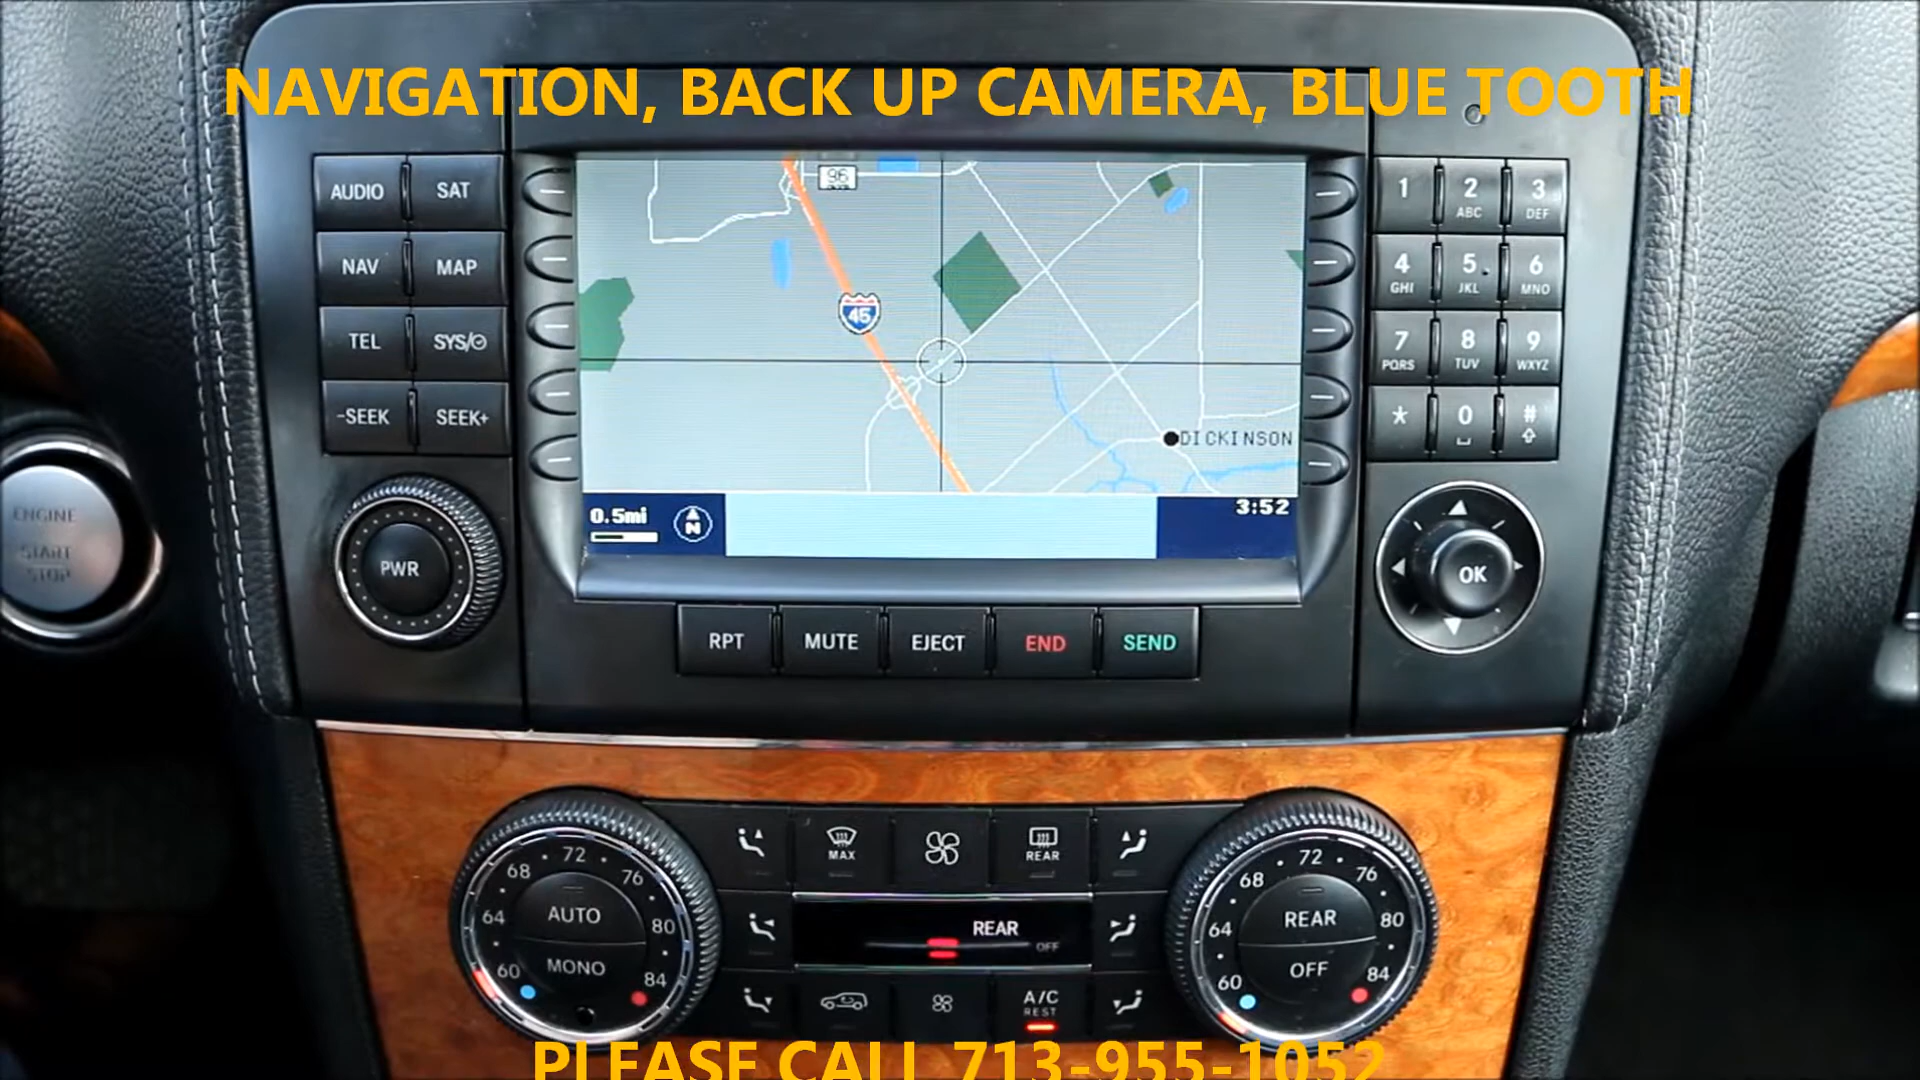 NAVIGATION, BACK UP CAMERA, BLUE TOOTH
AUDIO SAT
NAV MAP
TEL SYS/
-SEEK SEEK+
PWR
ENGINE
START
STOP
96
45
DICKINSON
0.5mi N
3:52
1 2 ABC 3 DEF
4 GHI 5 JKL 6 MNO
7 PQRS 8 TUV 9 WXYZ
* 0 #
OK
RPT MUTE EJECT END SEND
60 64 68 72 76 80 84
AUTO
MONO
MAX
REAR
REAR
OFF
A/C
REST
60 64 68 72 76 80 84
REAR
OFF
PLEASE CALL 713-955-1052